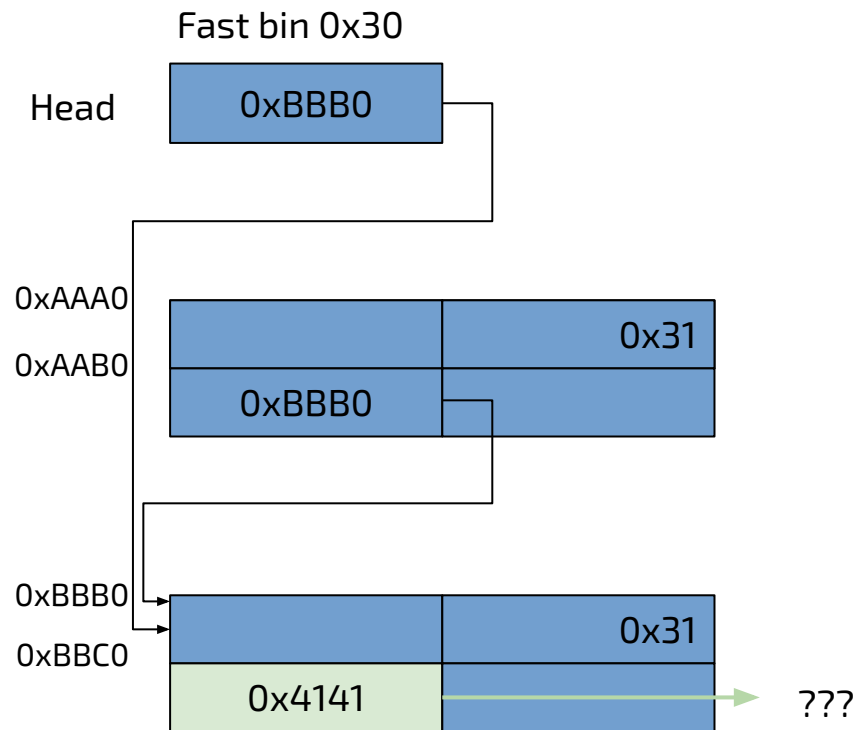 Fast bin 0x30
Head
0xBBB0
0xAAA0
0x31
0xAAB0
0xBBB0
0xBBB0
0x31
0xBBC0
0x4141
???